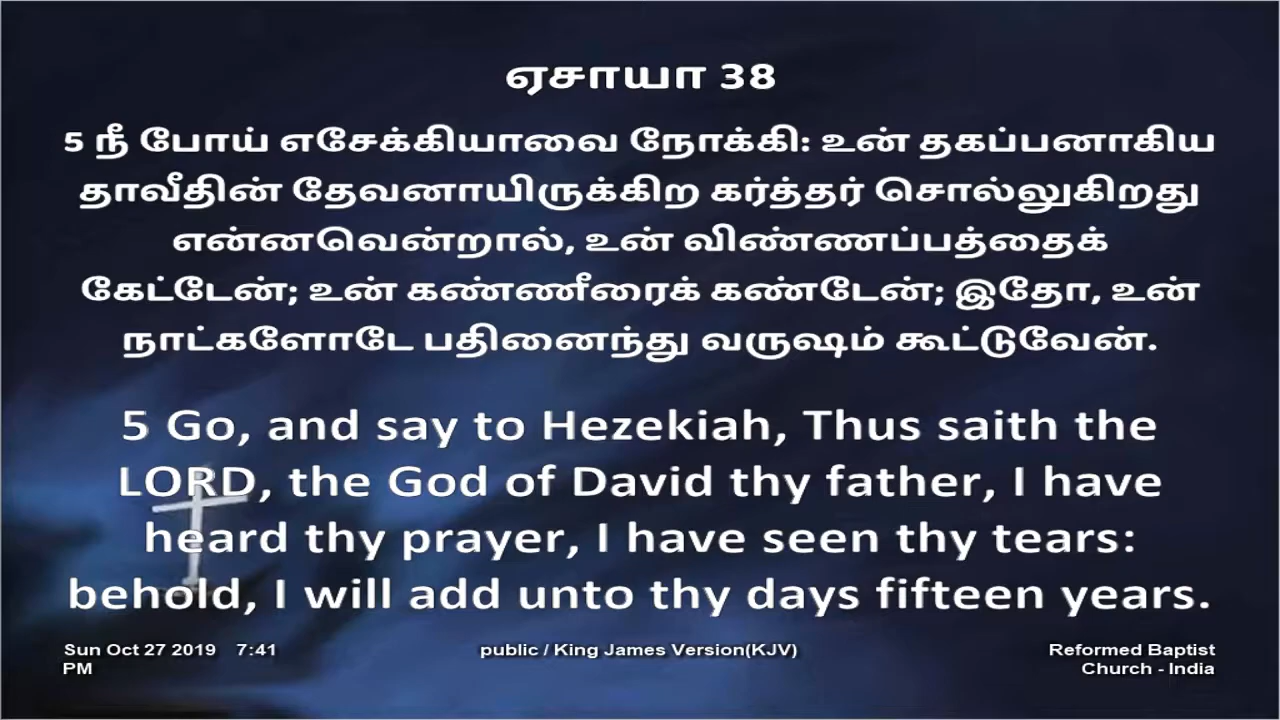 ஏசாயா 38
5 நீ போய் எசேக்கியாவை நோக்கி: உன் தகப்பனாகிய
தாவீதின் தேவனாயிருக்கிற கர்த்தர் சொல்லுகிறது
என்னவென்றால், உன் விண்ணப்பத்தைக்
கேட்டேன்; உன் கண்ணீரைக் கண்டேன்; இதோ, உன்
நாட்களோடே பதினைந்து வருஷம் கூட்டுவேன்.
5 Go, and say to Hezekiah, Thus saith the
LORD, the God of David thy father, I have
heard thy prayer, I have seen thy tears:
behold, I will add unto thy days fifteen years.
Sun Oct 27 2019 7:41
PM
public / King James Version(KJV)
Reformed Baptist
Church - India